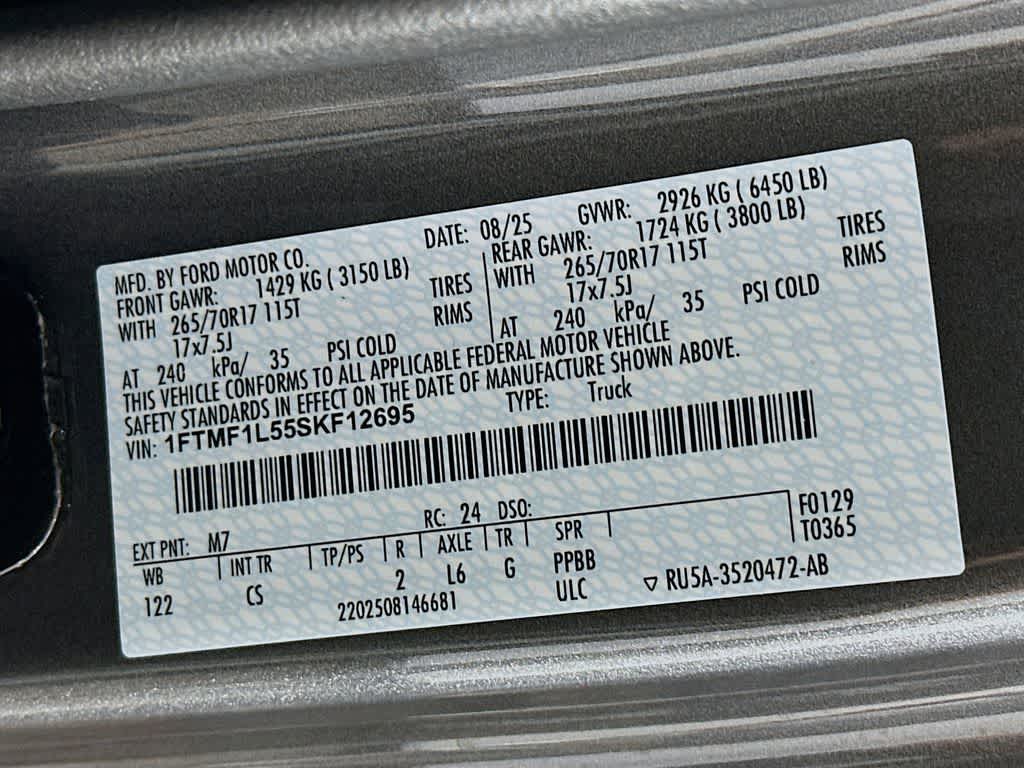 MFD. BY FORD MOTOR CO. DATE: 08/25 GVWR: 2926 KG ( 6450 LB)
FRONT GAWR: 1429 KG ( 3150 LB) REAR GAWR: 1724 KG ( 3800 LB)
WITH 265/70R17 115T TIRES WITH 265/70R17 115T TIRES
17x7.5J RIMS 17x7.5J RIMS
AT 240 kPa/ 35 PSI COLD AT 240 kPa/ 35 PSI COLD
THIS VEHICLE CONFORMS TO ALL APPLICABLE FEDERAL MOTOR VEHICLE
SAFETY STANDARDS IN EFFECT ON THE DATE OF MANUFACTURE SHOWN ABOVE.
VIN: 1FTMF1L55SKF12695 TYPE: Truck
EXT PNT: M7 RC: 24 DSO: F0129
WB INT TR TP/PS R AXLE TR SPR T0365
122 CS 2 L6 G PPBB
2202508146681 ULC ▽ RU5A-3520472-AB